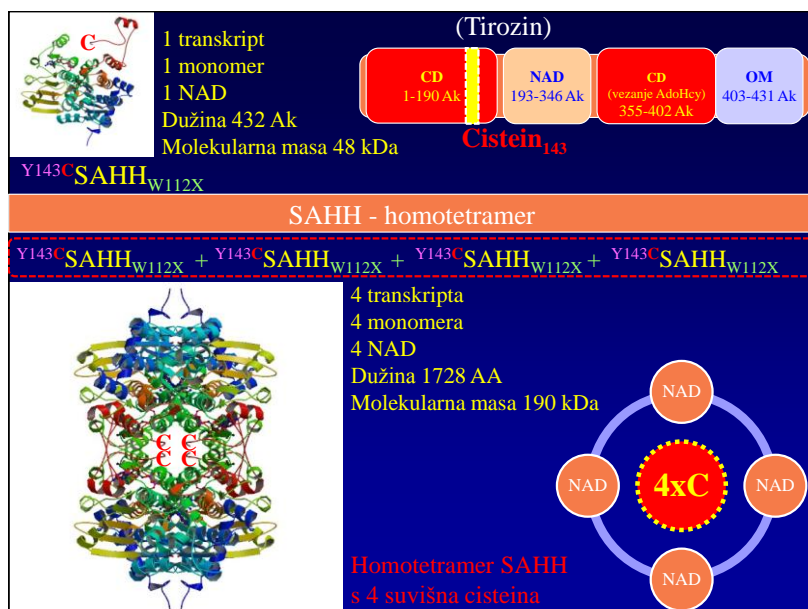 C
1 transkript
1 monomer
1 NAD
Dužina 432 Ak
Molekularna masa 48 kDa
(Tirozin)
CD
1-190 Ak
NAD
193-346 Ak
CD
(vezanje AdoHcy)
355-402 Ak
OM
403-431 Ak
Cistein143
Y143CSAHHW112X
SAHH - homotetramer
Y143CSAHHW112X + Y143CSAHHW112X + Y143CSAHHW112X + Y143CSAHHW112X
4 transkripta
4 monomera
4 NAD
Dužina 1728 AA
Molekularna masa 190 kDa
C C
C C
NAD
NAD
4xC
NAD
NAD
Homotetramer SAHH
s 4 suvišna cisteina